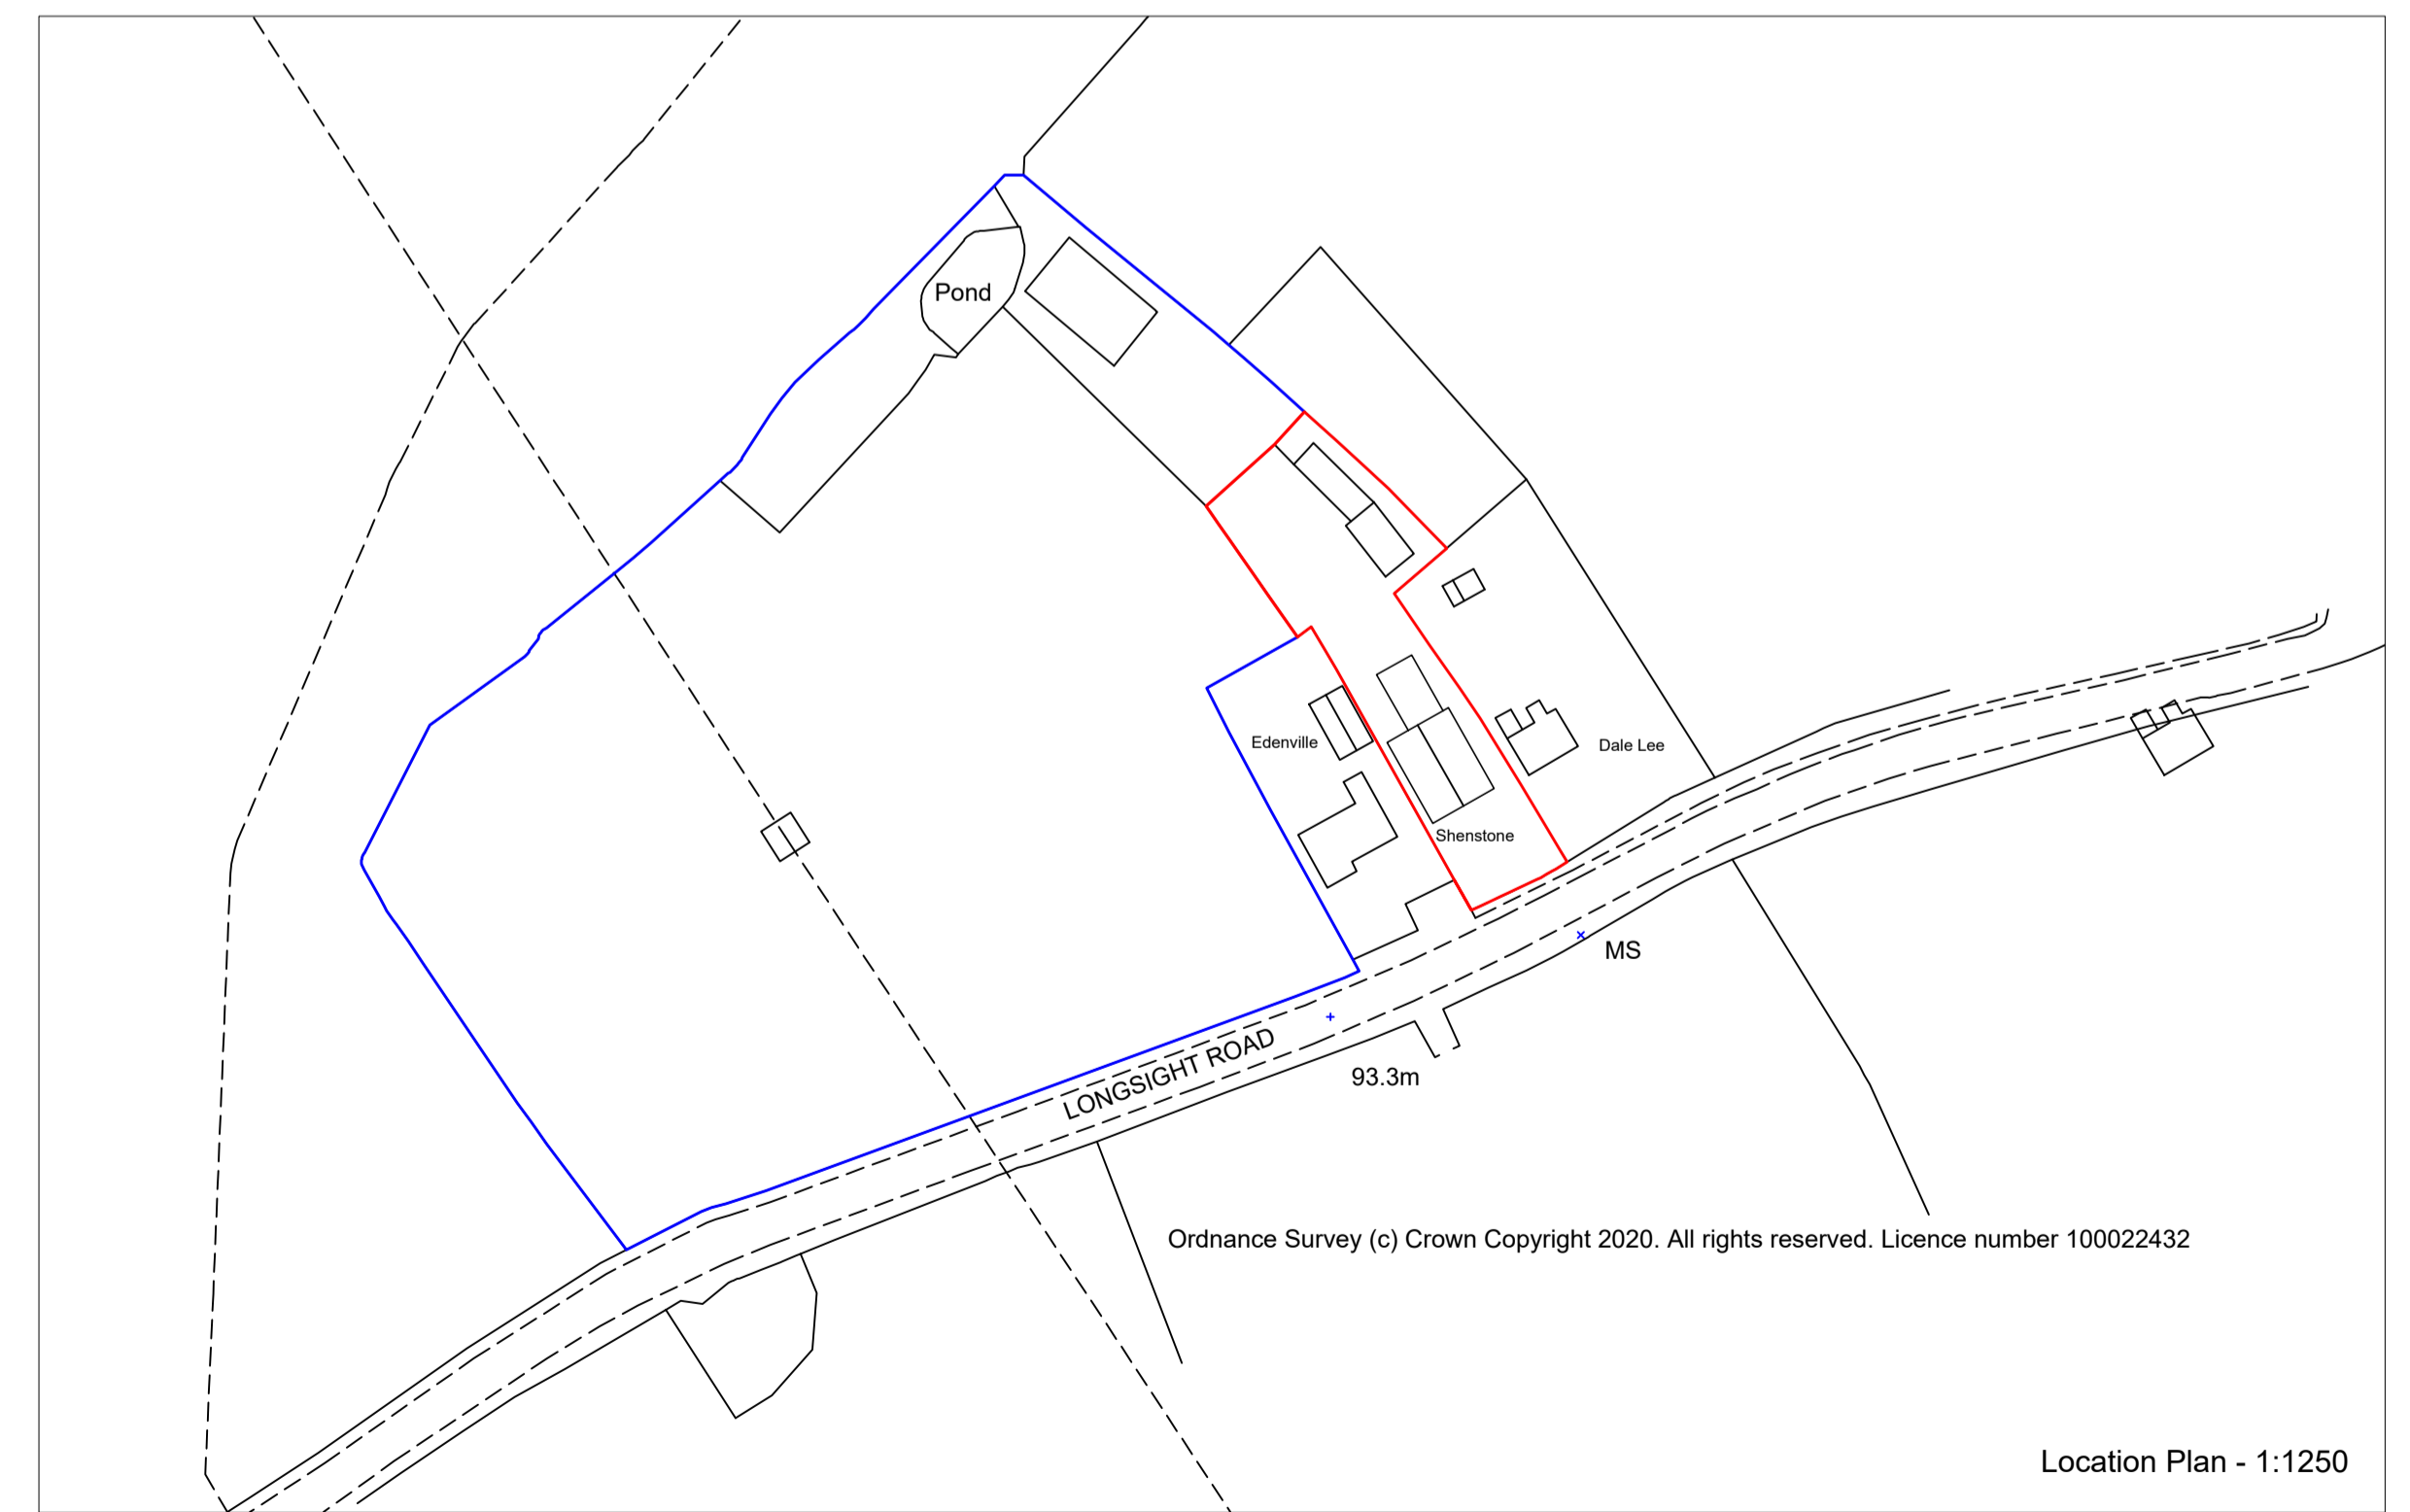 Pond
Edenville
Dale Lee
Shenstone
MS
LONGSIGHT ROAD
93.3m
Ordnance Survey (c) Crown Copyright 2020. All rights reserved. Licence number 100022432
Location Plan - 1:1250